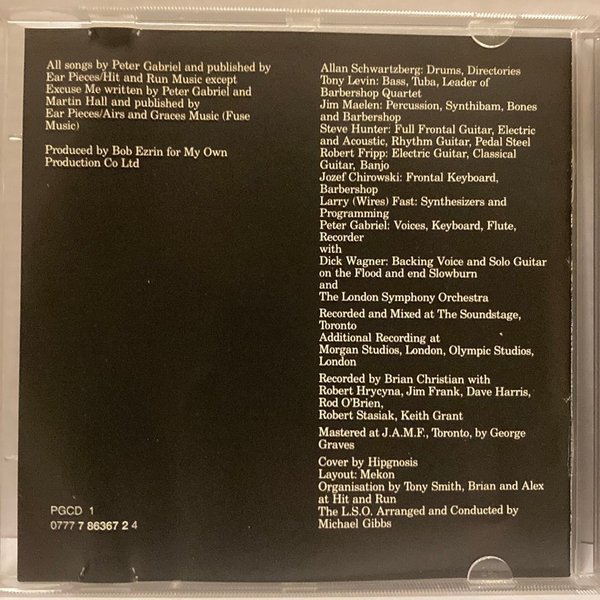 All songs by Peter Gabriel and published by
Ear Pieces/Hit and Run Music except
Excuse Me written by Peter Gabriel and
Martin Hall and published by
Ear Pieces/Airs and Graces Music (Fuse
Music)
Produced by Bob Ezrin for My Own
Production Co Ltd
PGCD 1
0777 7 86367 2 4
Allan Schwartzberg: Drums, Directories
Tony Levin: Bass, Tuba, Leader of
Barbershop Quartet
Jim Maelen: Percussion, Synthibam, Bones
and Barbershop
Steve Hunter: Full Frontal Guitar, Electric
and Acoustic, Rhythm Guitar, Pedal Steel
Robert Fripp: Electric Guitar, Classical
Guitar, Banjo
Jozef Chirowski: Frontal Keyboard,
Barbershop
Larry (Wires) Fast: Synthesizers and
Programming
Peter Gabriel: Voices, Keyboard, Flute,
Recorder
with
Dick Wagner: Backing Voice and Solo Guitar
on the Flood and end Slowburn
and
The London Symphony Orchestra
Recorded and Mixed at The Soundstage,
Toronto
Additional Recording at
Morgan Studios, London, Olympic Studios,
London
Recorded by Brian Christian with
Robert Hrycyna, Jim Frank, Dave Harris,
Rod O'Brien,
Robert Stasiak, Keith Grant
Mastered at J.A.M.F., Toronto, by George
Graves
Cover by Hipgnosis
Layout: Mekon
Organisation by Tony Smith, Brian and Alex
at Hit and Run
The L.S.O. Arranged and Conducted by
Michael Gibbs